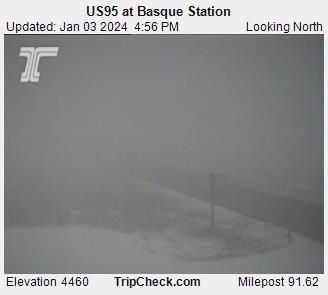 US95 at Basque Station
Updated: Jan 03 2024 4:56 PM Looking North
Elevation 4460 TripCheck.com Milepost 91.62